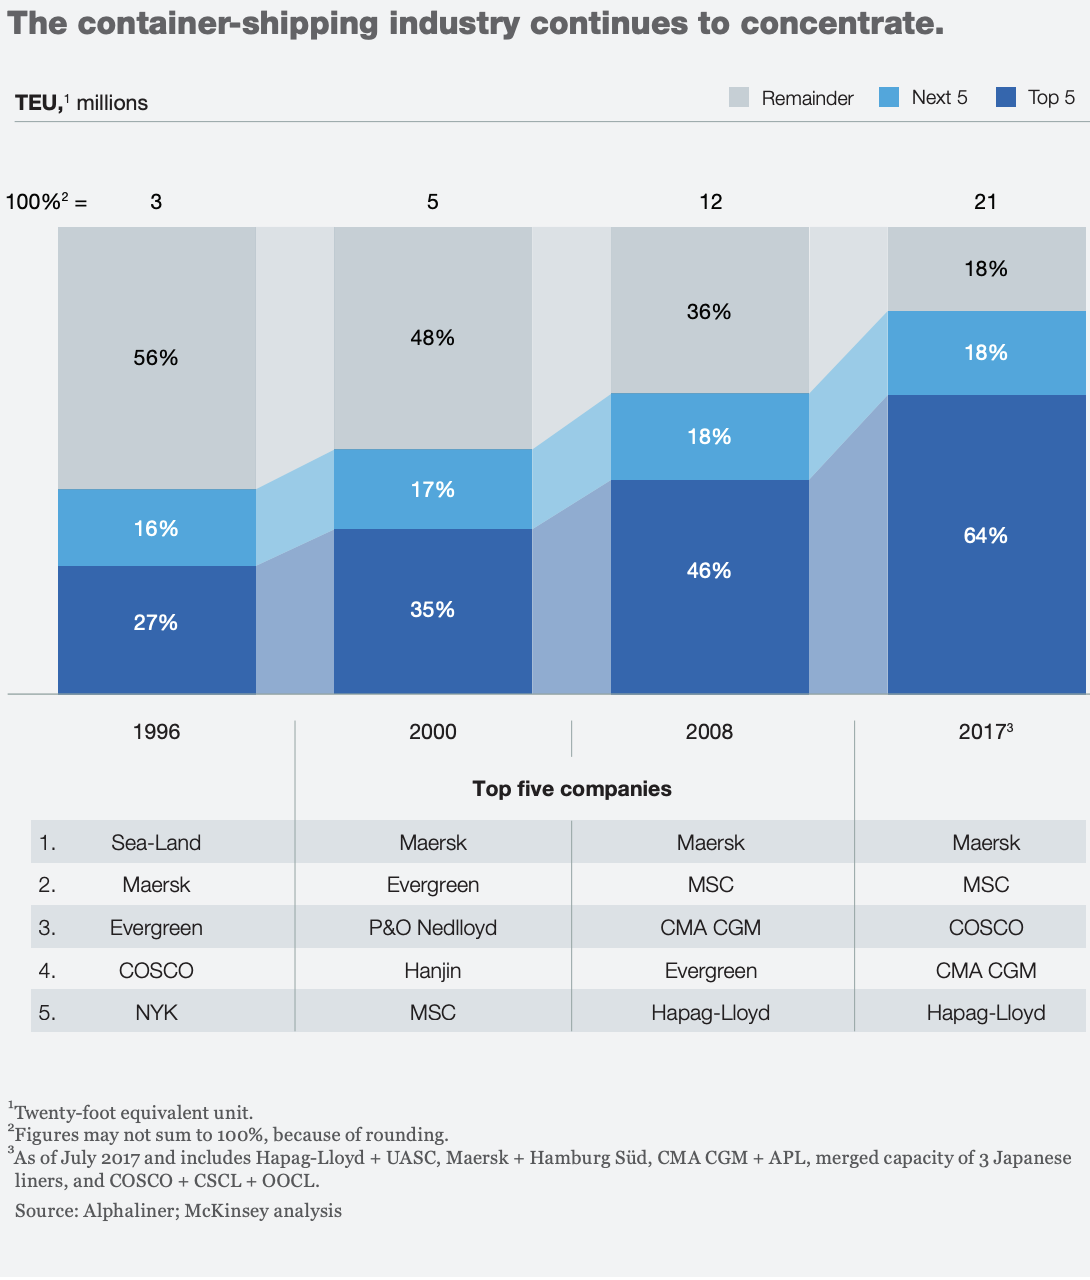 The container-shipping industry continues to concentrate.
TEU,¹ millions
Remainder Next 5 Top 5
100%² = 3 5 12 21
56% 48% 36% 18%
16% 17% 18% 18%
27% 35% 46% 64%
1996 2000 2008 2017³
Top five companies
1. Sea-Land Maersk Maersk Maersk
2. Maersk Evergreen MSC MSC
3. Evergreen P&O Nedlloyd CMA CGM COSCO
4. COSCO Hanjin Evergreen CMA CGM
5. NYK MSC Hapag-Lloyd Hapag-Lloyd
¹Twenty-foot equivalent unit.
²Figures may not sum to 100%, because of rounding.
³As of July 2017 and includes Hapag-Lloyd + UASC, Maersk + Hamburg Süd, CMA CGM + APL, merged capacity of 3 Japanese
liners, and COSCO + CSCL + OOCL.
Source: Alphaliner; McKinsey analysis